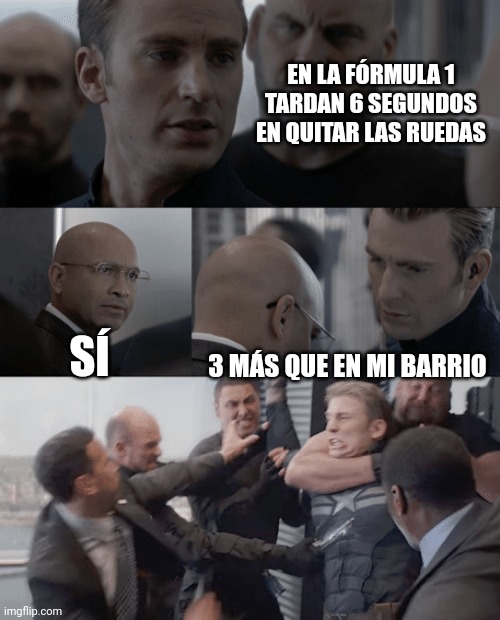 EN LA FÓRMULA 1
TARDAN 6 SEGUNDOS
EN QUITAR LAS RUEDAS
SÍ
3 MÁS QUE EN MI BARRIO
imgflip.com